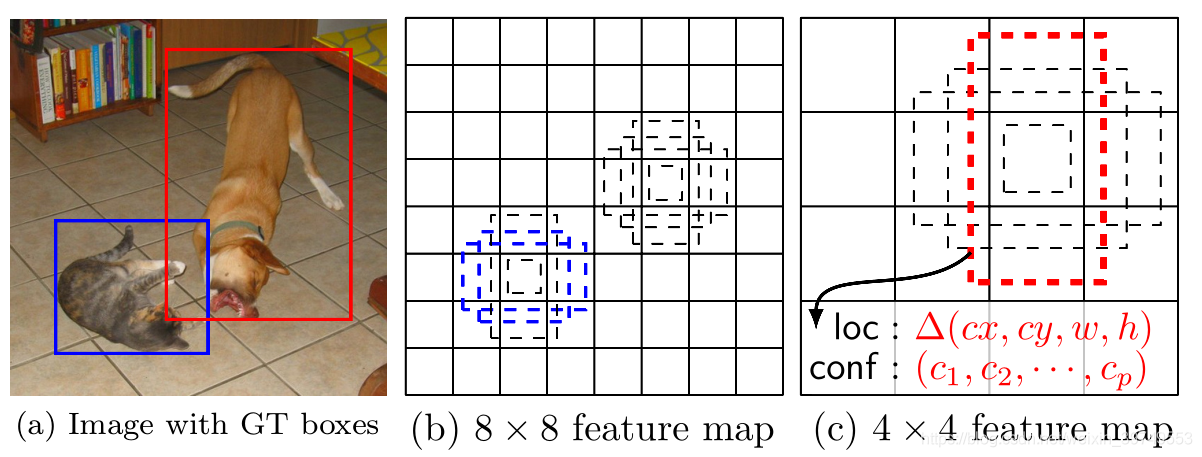 loc : Δ(cx, cy, w, h)
conf : (c₁, c₂, ⋯, cₚ)
(a) Image with GT boxes
(b) 8 × 8 feature map
(c) 4 × 4 feature map